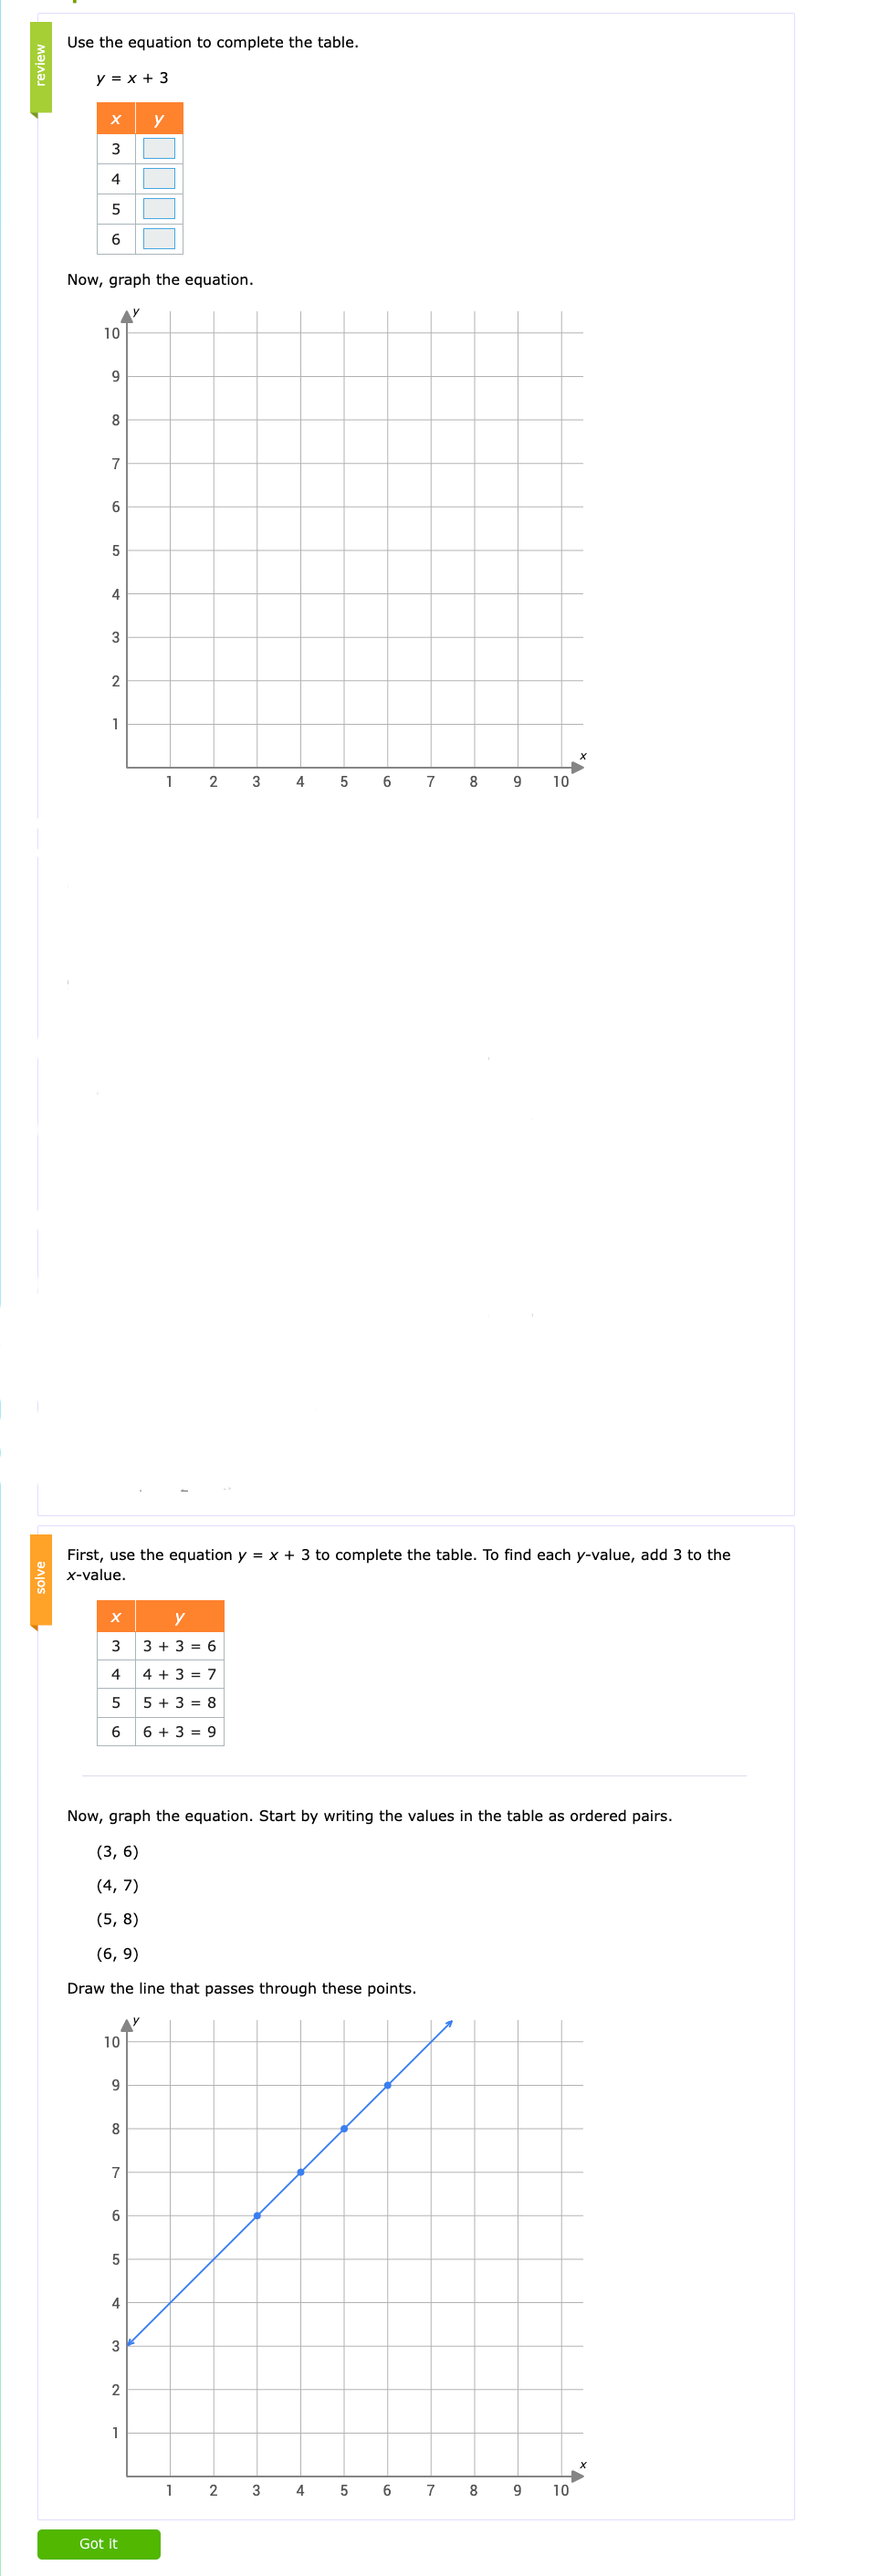 review
Use the equation to complete the table.
y = x + 3
x y
3
4
5
6
Now, graph the equation.
y
10
9
8
7
6
5
4
3
2
1
x
1 2 3 4 5 6 7 8 9 10
solve
First, use the equation y = x + 3 to complete the table. To find each y-value, add 3 to the
x-value.
x y
3 3 + 3 = 6
4 4 + 3 = 7
5 5 + 3 = 8
6 6 + 3 = 9
Now, graph the equation. Start by writing the values in the table as ordered pairs.
(3, 6)
(4, 7)
(5, 8)
(6, 9)
Draw the line that passes through these points.
y
10
9
8
7
6
5
4
3
2
1
x
1 2 3 4 5 6 7 8 9 10
Got it